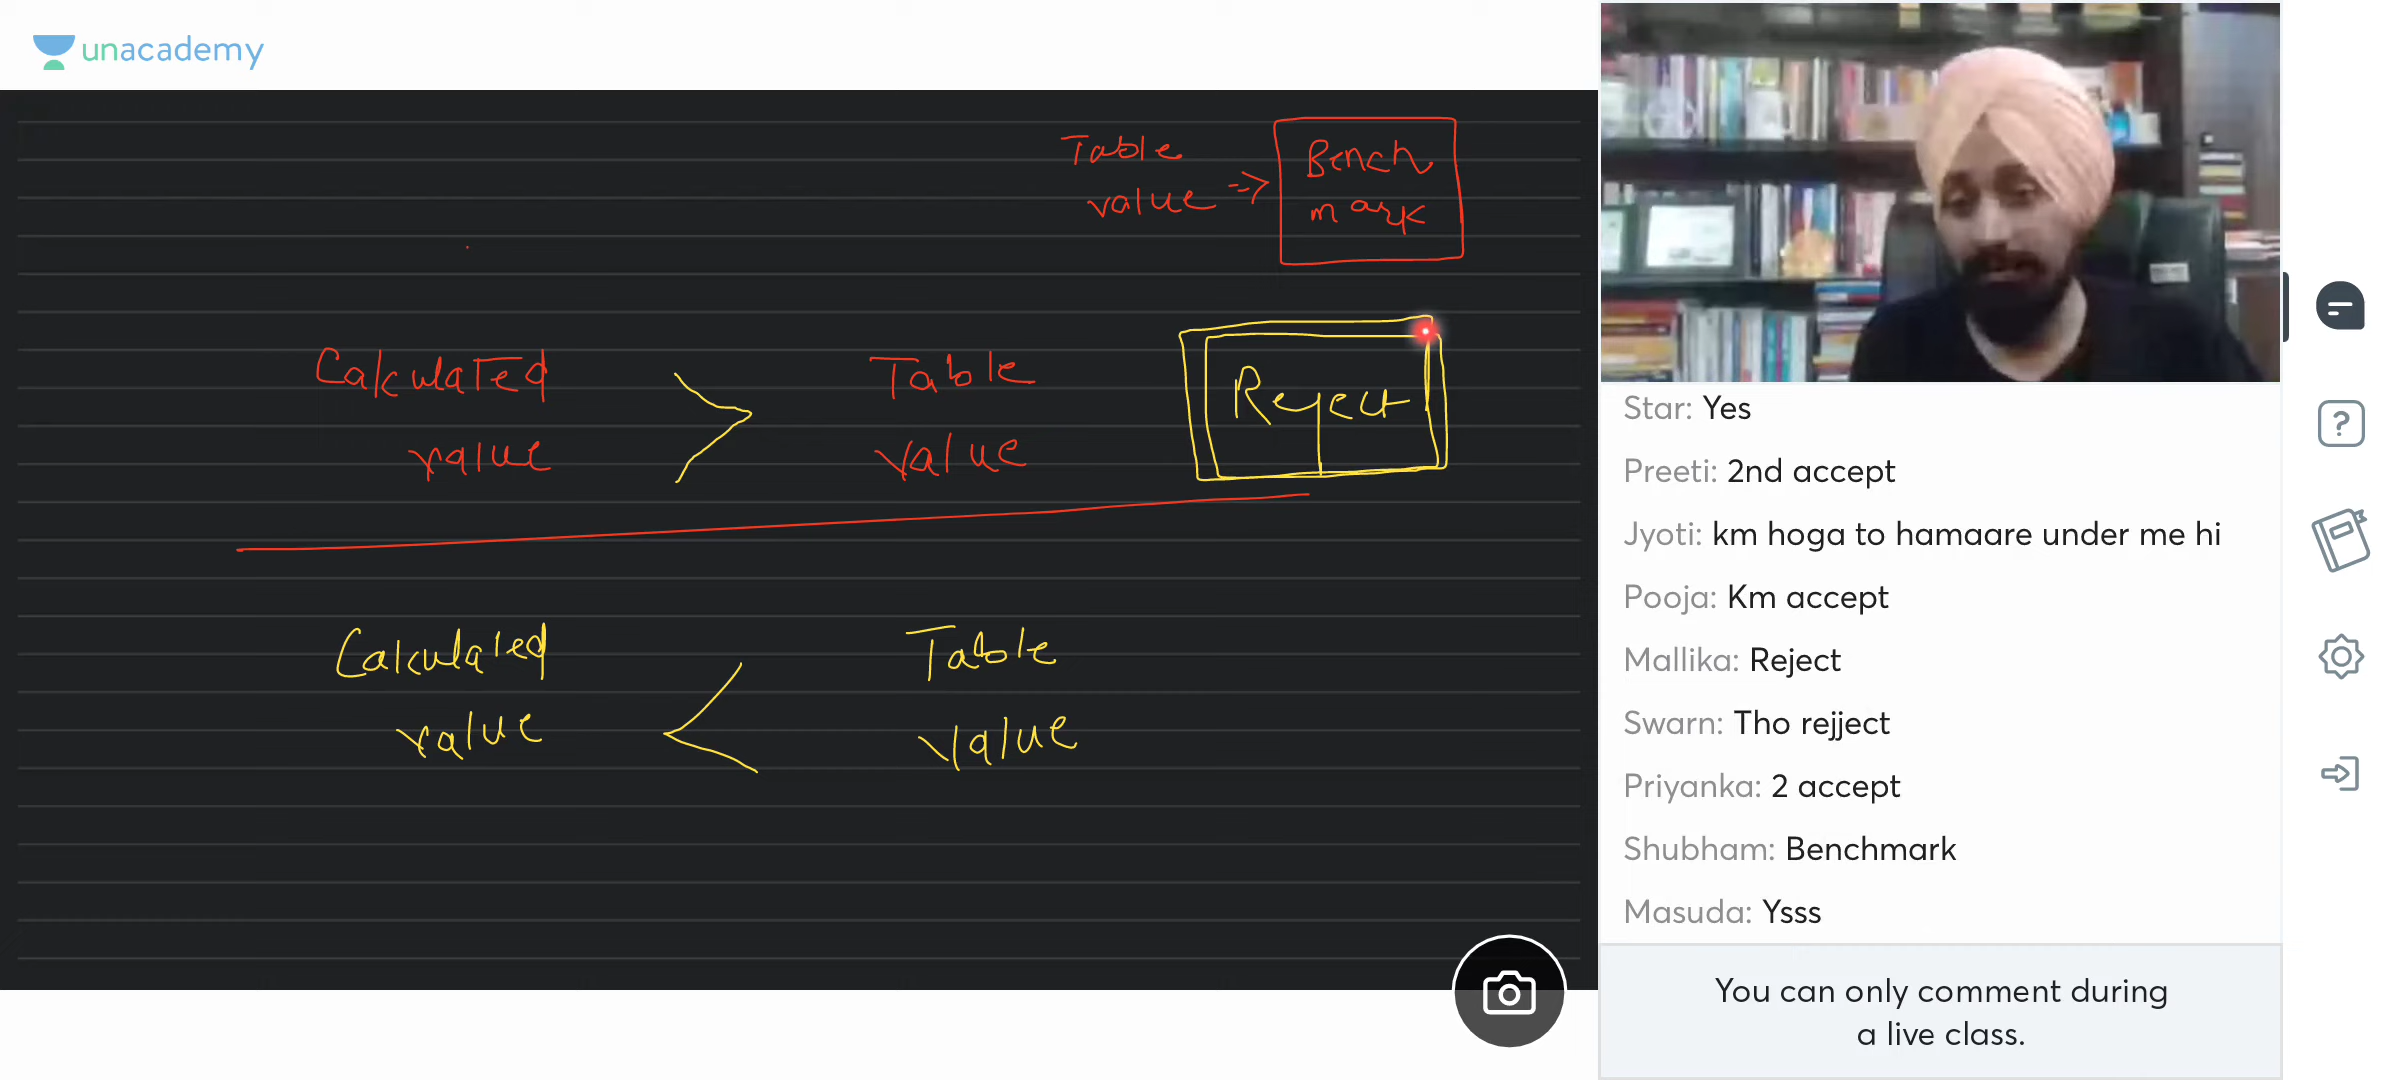 unacademy
Table
value => 
Bench
mark
Calculated
value
>
Table
value
Reject
Calculated
value
<
Table
value
Star: Yes
Preeti: 2nd accept
Jyoti: km hoga to hamaare under me hi
Pooja: Km accept
Mallika: Reject
Swarn: Tho rejject
Priyanka: 2 accept
Shubham: Benchmark
Masuda: Ysss
You can only comment during
a live class.
?